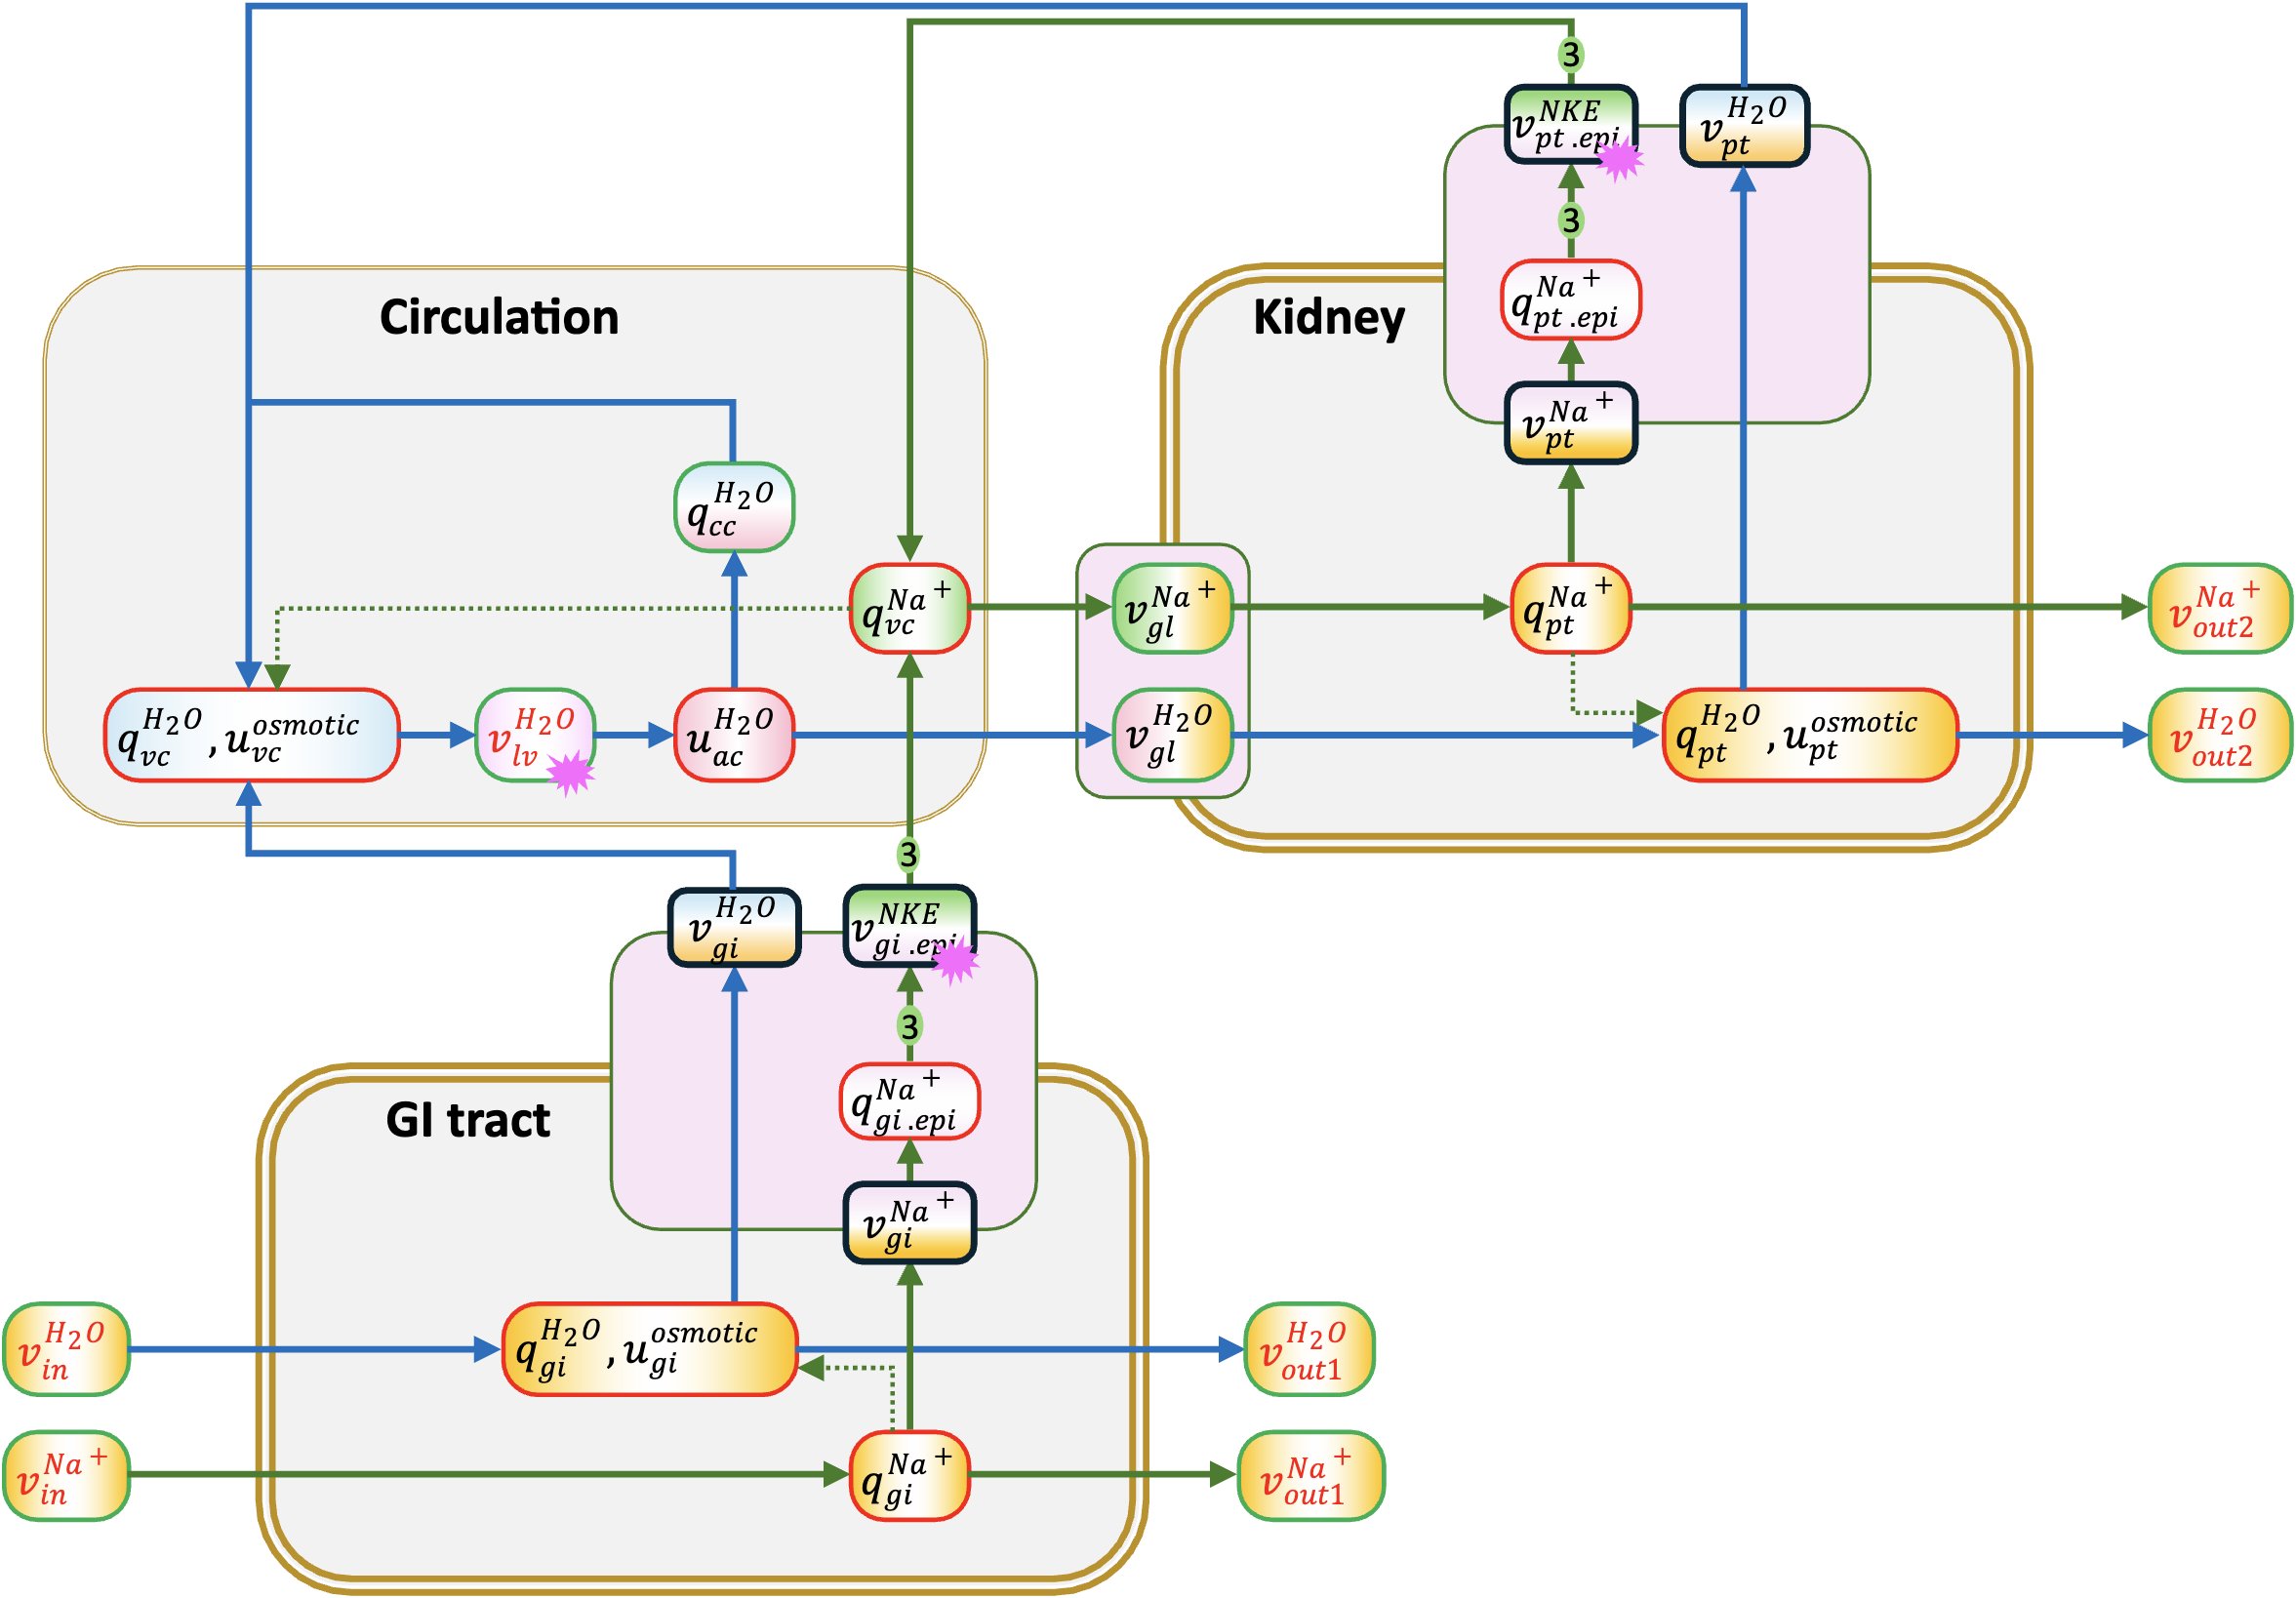 3
v_{pt.epi}^{NKE}
v_{pt}^{H_2O}
3
q_{pt.epi}^{Na^+}
Circulation
Kidney
v_{pt}^{Na^+}
q_{cc}^{H_2O}
q_{vc}^{Na^+}
v_{gl}^{Na^+}
q_{pt}^{Na^+}
v_{out2}^{Na^+}
q_{vc}^{H_2O}, u_{vc}^{osmotic}
v_{lv}^{H_2O}
u_{ac}^{H_2O}
v_{gl}^{H_2O}
q_{pt}^{H_2O}, u_{pt}^{osmotic}
v_{out2}^{H_2O}
3
v_{gi}^{H_2O}
v_{gi.epi}^{NKE}
3
q_{gi.epi}^{Na^+}
GI tract
v_{gi}^{Na^+}
v_{in}^{H_2O}
q_{gi}^{H_2O}, u_{gi}^{osmotic}
v_{out1}^{H_2O}
v_{in}^{Na^+}
q_{gi}^{Na^+}
v_{out1}^{Na^+}